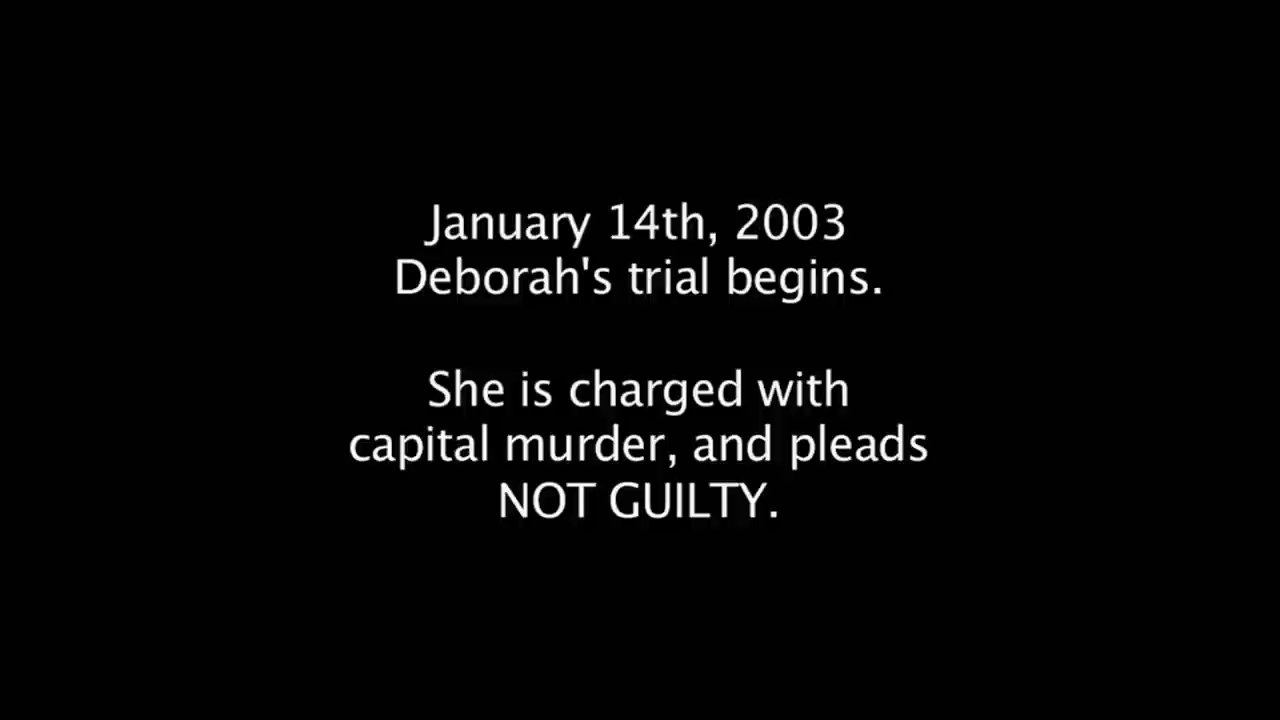 January 14th, 2003
Deborah's trial begins.
She is charged with
capital murder, and pleads
NOT GUILTY.